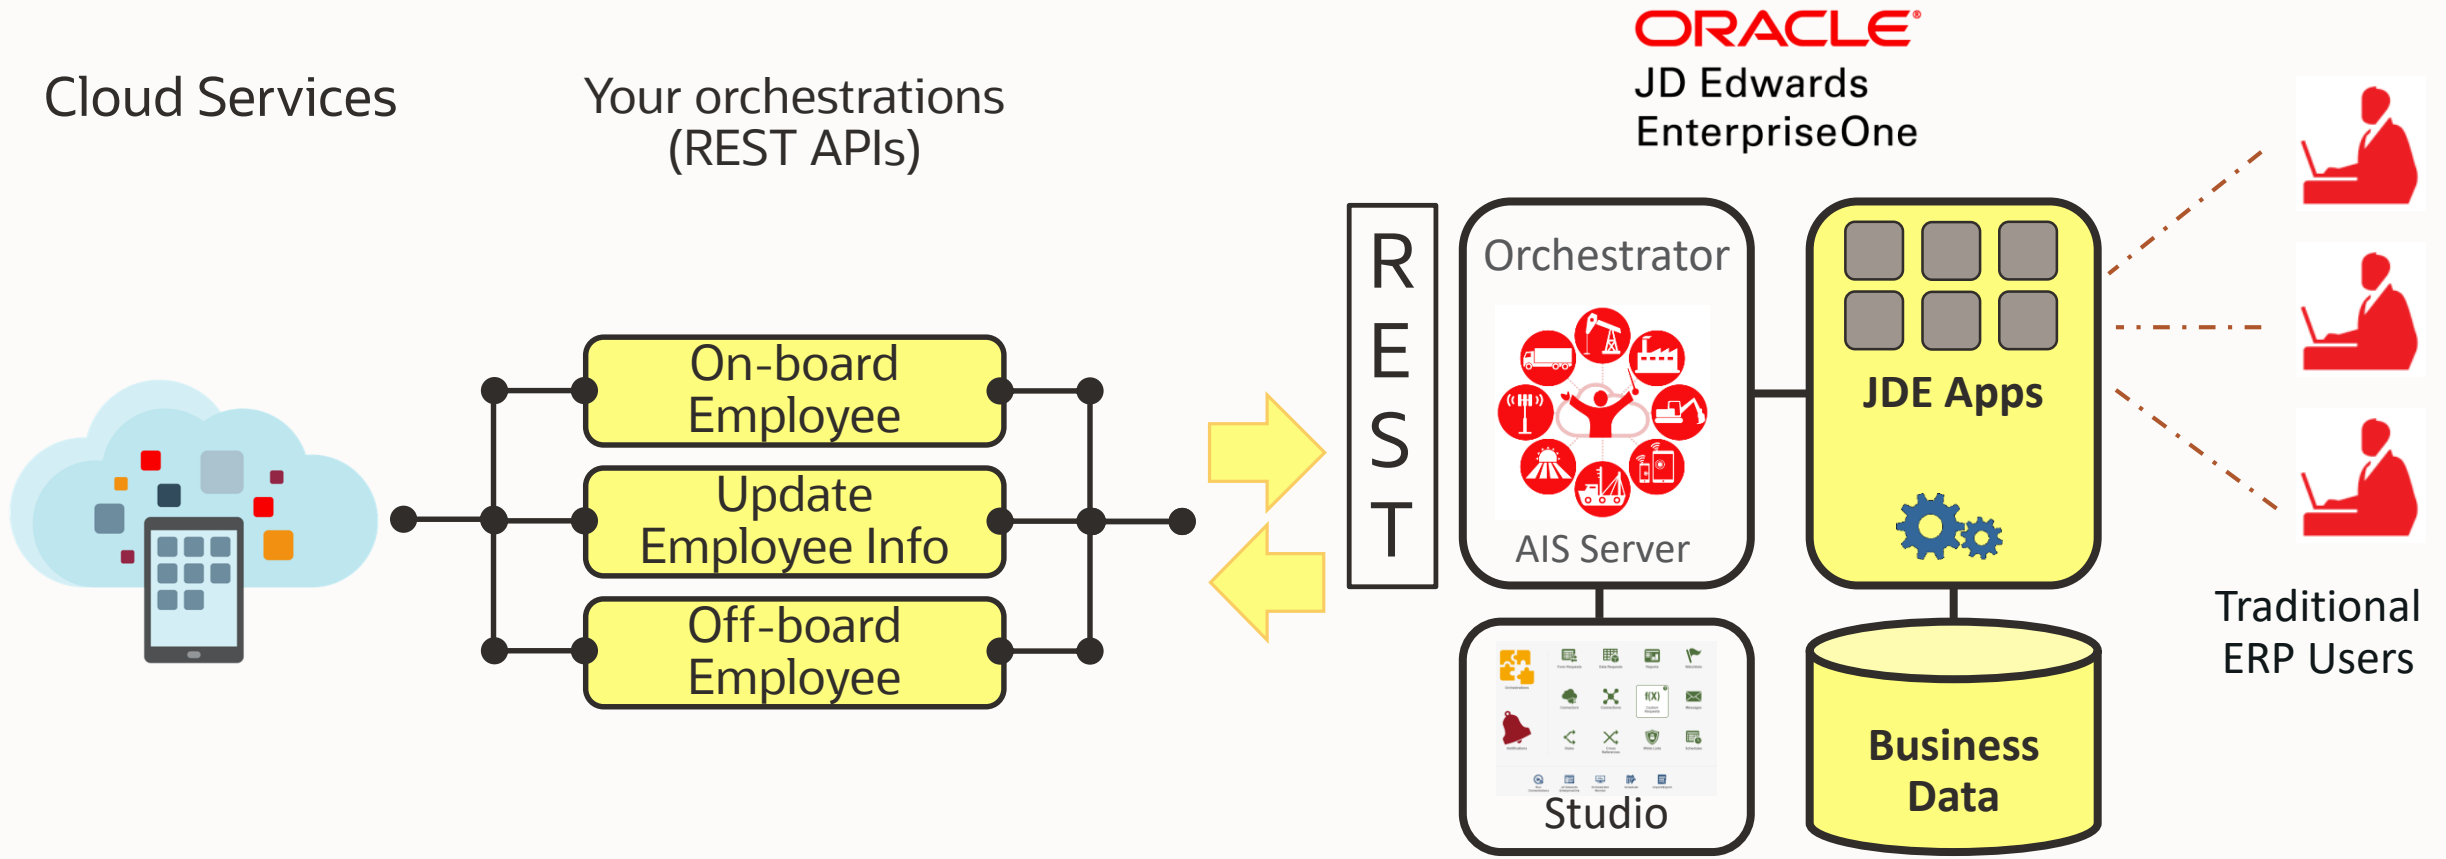 Cloud Services
Your orchestrations
(REST APIs)
ORACLE®
JD Edwards
EnterpriseOne
On-board
Employee
Update
Employee Info
Off-board
Employee
R
E
S
T
Orchestrator
AIS Server
JDE Apps
f(X)
Studio
Business
Data
Traditional
ERP Users